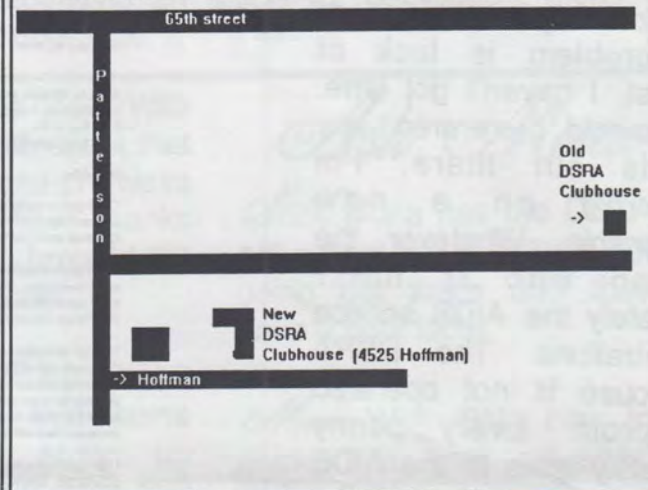 65th street
Patterson
Old
DSRA
Clubhouse
->
New
DSRA
Clubhouse (4525 Hoffman)
-> Hoffman